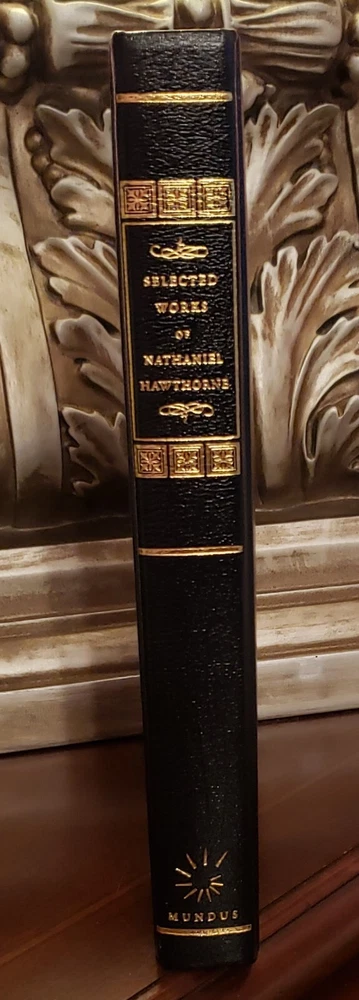 SELECTED
WORKS
OF
NATHANIEL
HAWTHORNE
MUNDUS